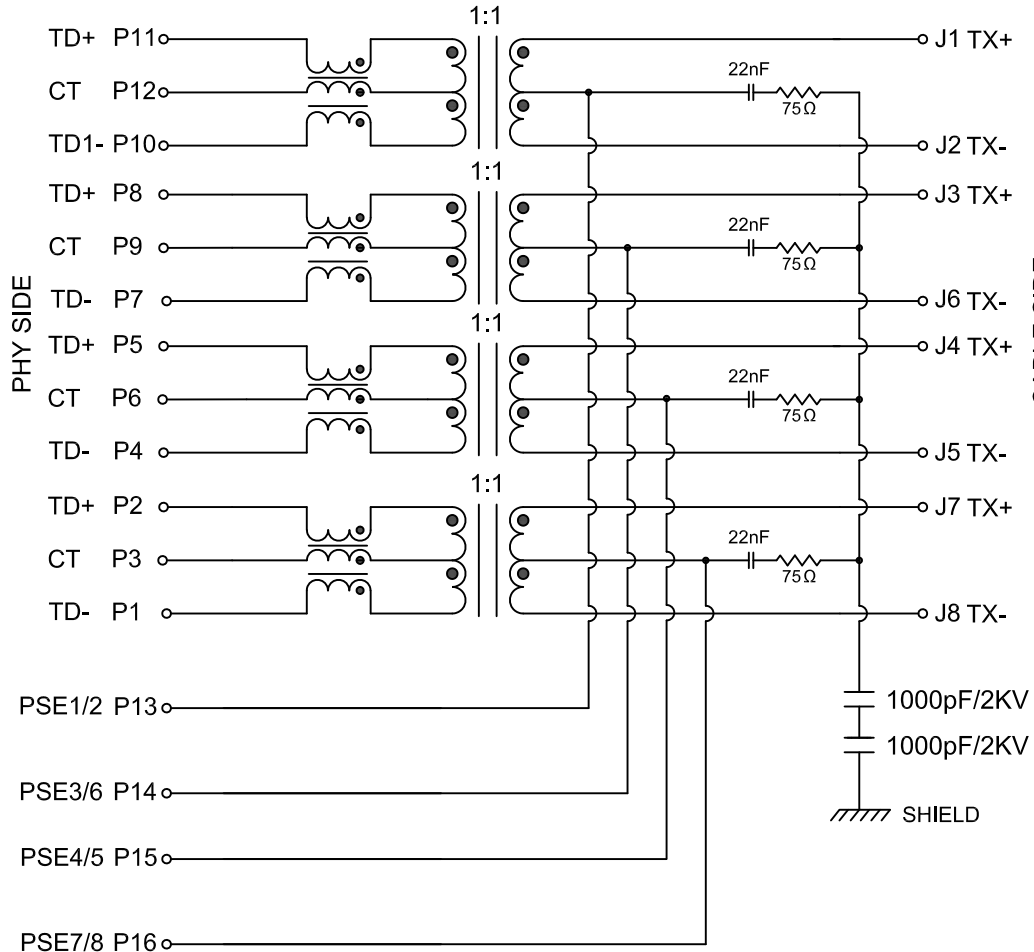 1:1
TD+ P11 J1 TX+
22nF
CT P12
75Ω
TD1- P10 J2 TX-
1:1
TD+ P8 J3 TX+
22nF
CT P9
75Ω
TD- P7 J6 TX-
1:1
TD+ P5 J4 TX+
22nF
CT P6
75Ω
TD- P4 J5 TX-
1:1
TD+ P2 J7 TX+
22nF
CT P3
75Ω
TD- P1 J8 TX-
PHY SIDE
PSE1/2 P13
1000pF/2KV
1000pF/2KV
PSE3/6 P14
SHIELD
PSE4/5 P15
PSE7/8 P16